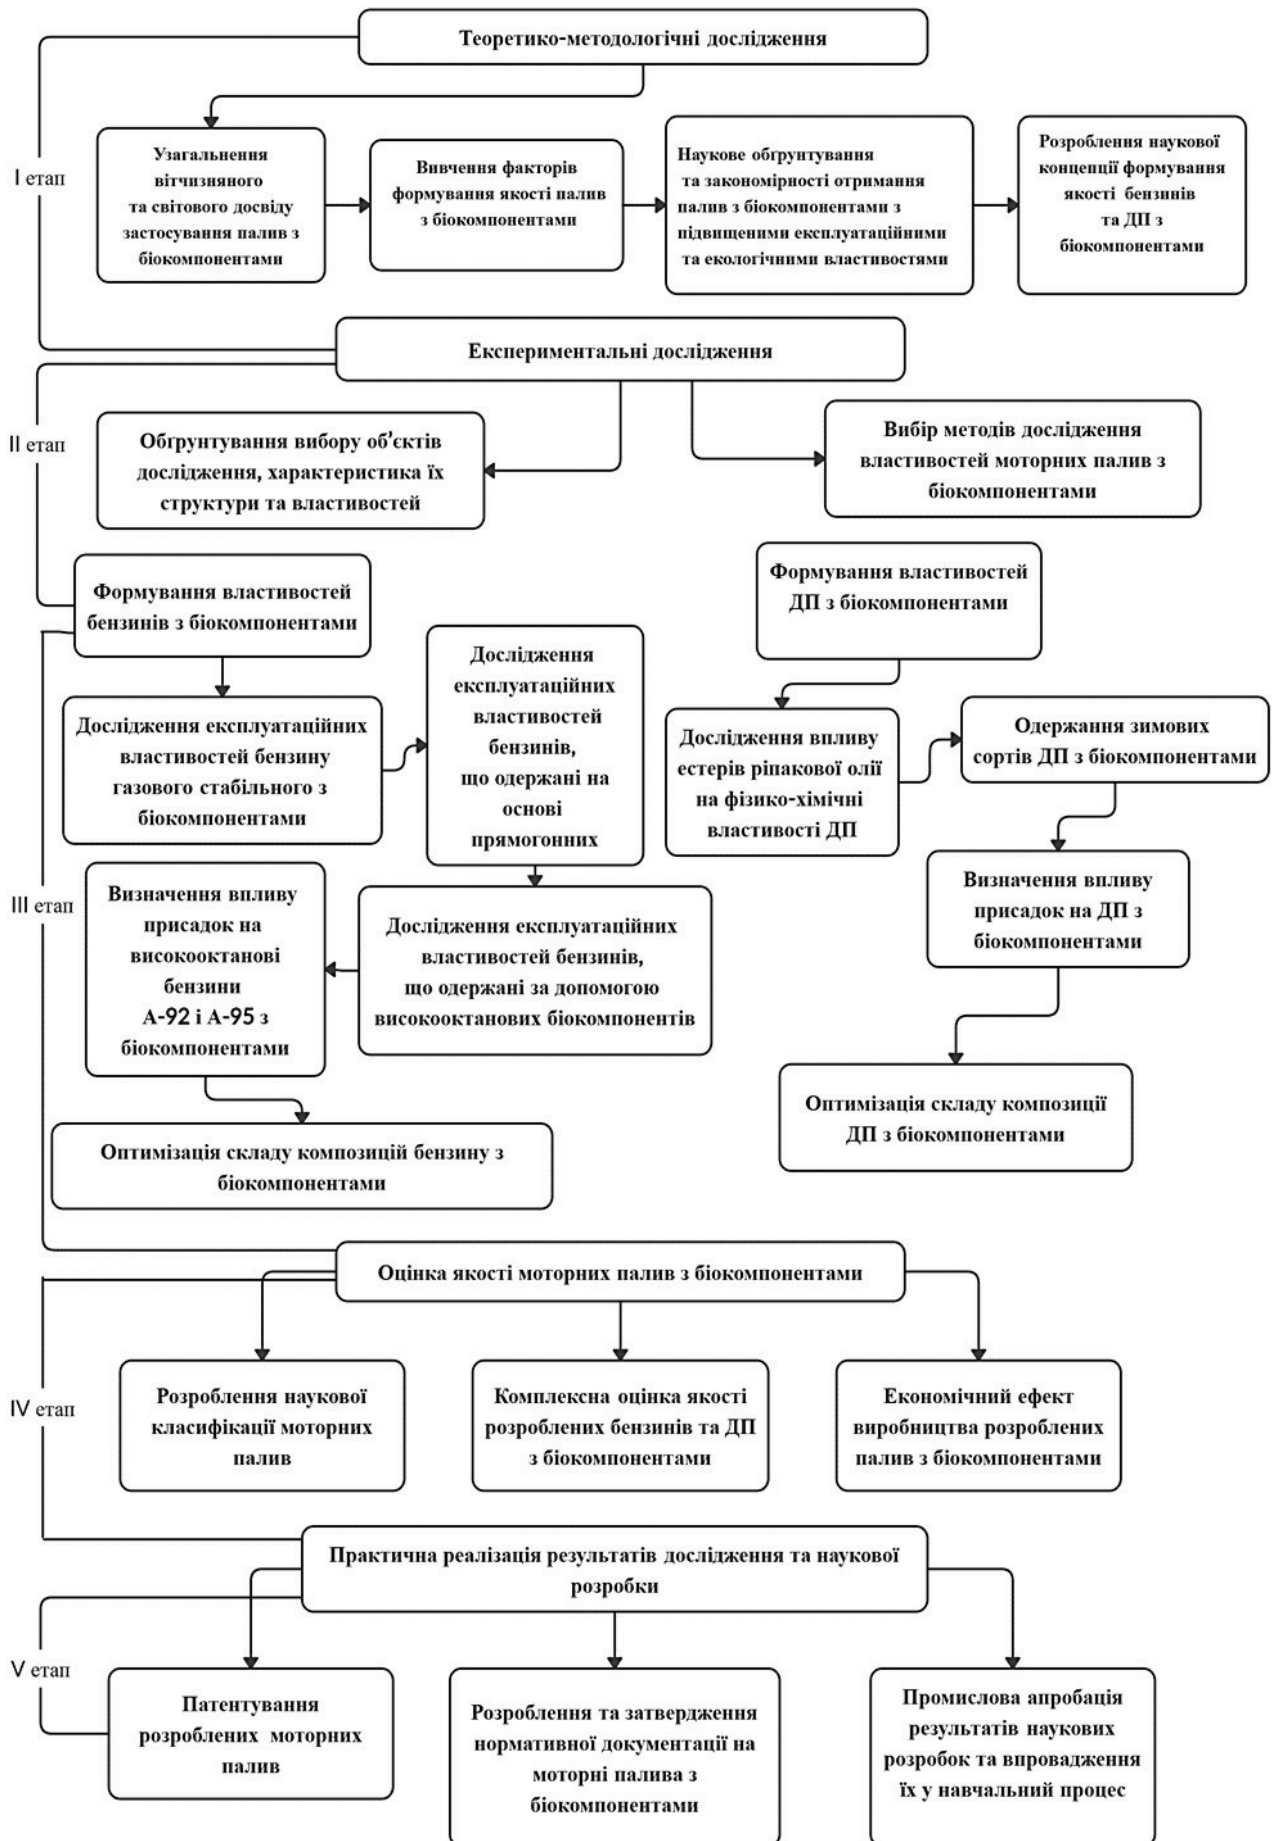 Теоретико-методологічні дослідження
І етап
Узагальнення
вітчизняного
та світового досвіду
застосування палив з
біокомпонентами
Вивчення факторів
формування якості палив
з біокомпонентами
Наукове обґрунтування
та закономірності отримання
палив з біокомпонентами з
підвищеними експлуатаційними
та екологічними властивостями
Розроблення наукової
концепції формування
якості бензинів
та ДП з
біокомпонентами
Експериментальні дослідження
ІІ етап
Обґрунтування вибору об’єктів
дослідження, характеристика їх
структури та властивостей
Вибір методів дослідження
властивостей моторних палив з
біокомпонентами
Формування властивостей
бензинів з біокомпонентами
Формування властивостей
ДП з біокомпонентами
ІІІ етап
Дослідження експлуатаційних
властивостей бензину
газового стабільного з
біокомпонентами
Дослідження
експлуатаційних
властивостей
бензинів,
що одержані на
основі
прямогонних
Дослідження впливу
естерів ріпакової олії
на фізико-хімічні
властивості ДП
Одержання зимових
сортів ДП з біокомпонентами
Визначення впливу
присадок на
високооктанові
бензини
А-92 і А-95 з
біокомпонентами
Дослідження експлуатаційних
властивостей бензинів,
що одержані за допомогою
високооктанових біокомпонентів
Визначення впливу
присадок на ДП з
біокомпонентами
Оптимізація складу композицій бензину з
біокомпонентами
Оптимізація складу композиції
ДП з біокомпонентами
Оцінка якості моторних палив з біокомпонентами
IV етап
Розроблення наукової
класифікації моторних
палив
Комплексна оцінка якості
розроблених бензинів та ДП
з біокомпонентами
Економічний ефект
виробництва розроблених
палив з біокомпонентами
Практична реалізація результатів дослідження та наукової
розробки
V етап
Патентування
розроблених моторних
палив
Розроблення та затвердження
нормативної документації на
моторні палива з
біокомпонентами
Промислова апробація
результатів наукових
розробок та впровадження
їх у навчальний процес